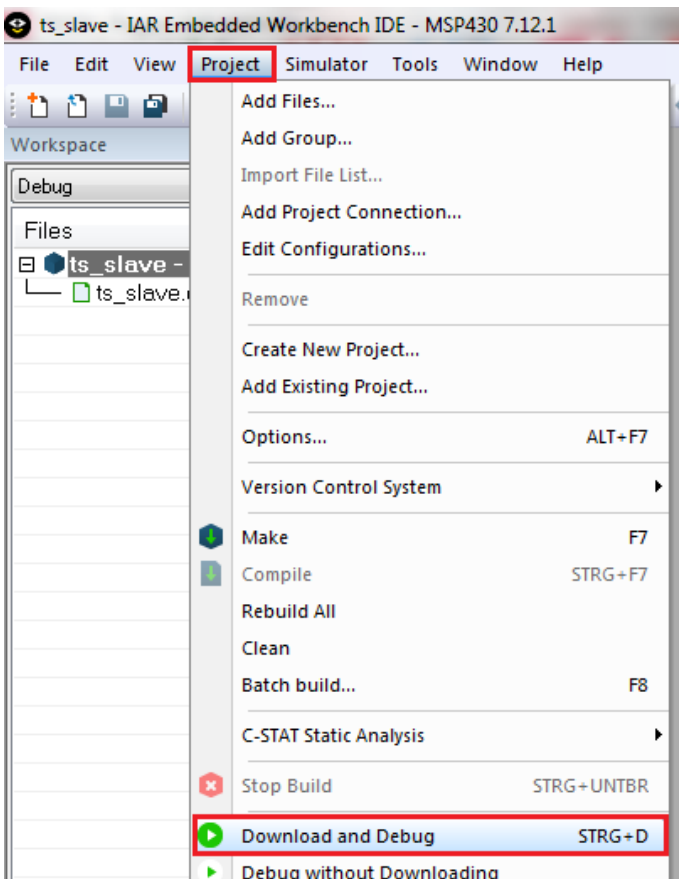 ts_slave - IAR Embedded Workbench IDE - MSP430 7.12.1
File Edit View Project Simulator Tools Window Help
Workspace
Debug
Files
ts_slave -
ts_slave.
Add Files...
Add Group...
Import File List...
Add Project Connection...
Edit Configurations...
Remove
Create New Project...
Add Existing Project...
Options... ALT+F7
Version Control System
Make F7
Compile STRG+F7
Rebuild All
Clean
Batch build... F8
C-STAT Static Analysis
Stop Build STRG+UNTBR
Download and Debug STRG+D
Debug without Downloading